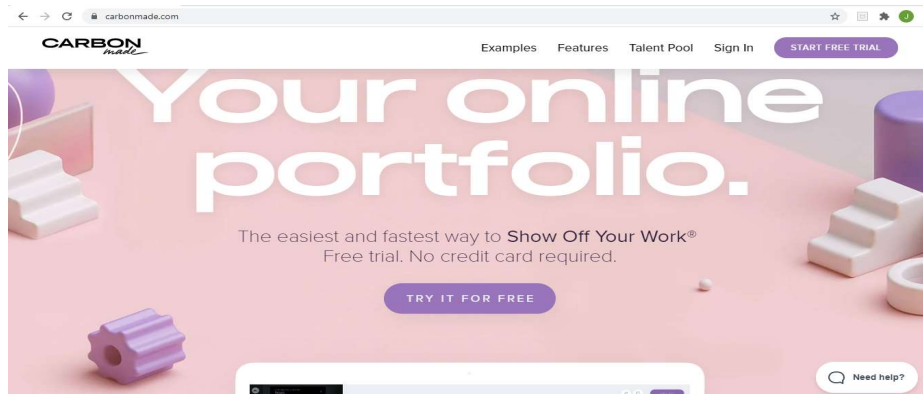 carbonmade.com
J
CARBON
made
Examples Features Talent Pool Sign In START FREE TRIAL
Your online
portfolio.
The easiest and fastest way to Show Off Your Work®
Free trial. No credit card required.
TRY IT FOR FREE
Need help?